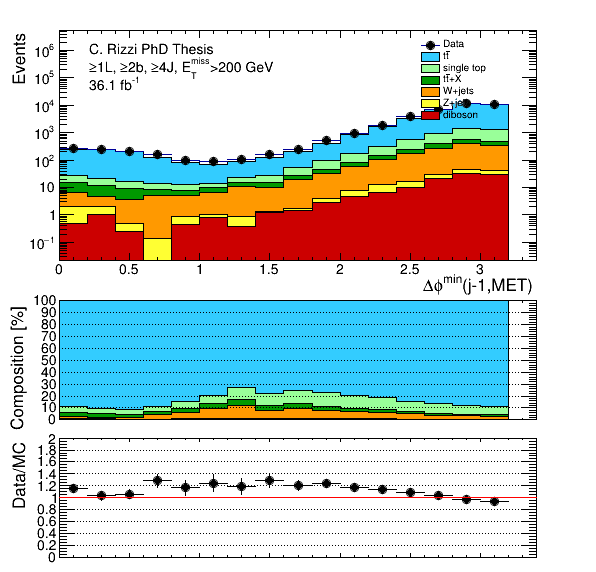 Events
10⁶
10⁵
10⁴
10³
10²
10
1
10⁻¹
C. Rizzi PhD Thesis
≥1L, ≥2b, ≥4J, E_T^miss>200 GeV
36.1 fb⁻¹
Data
tt̄
single top
tt̄+X
W+jets
Z+jets
diboson
0 0.5 1 1.5 2 2.5 3
Δϕ^min(j-1,MET)
Composition [%]
100
90
80
70
60
50
40
30
20
10
0
Data/MC
2
1.8
1.6
1.4
1.2
1
0.8
0.6
0.4
0.2
0